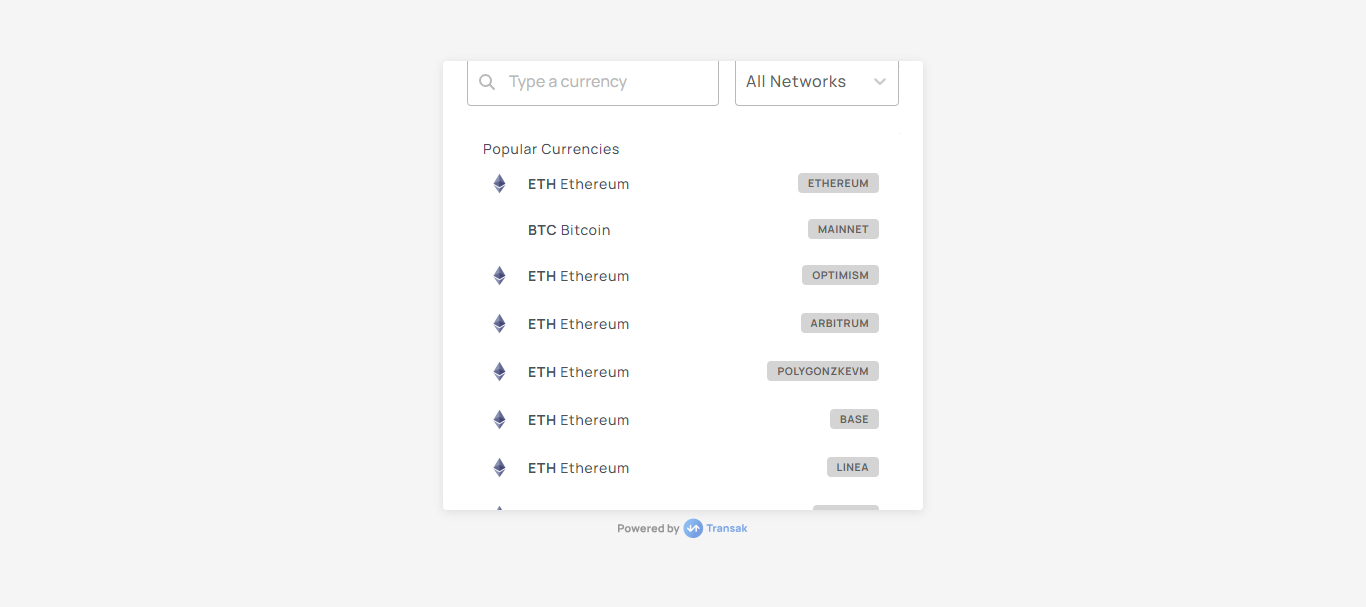 Type a currency
All Networks
Popular Currencies
ETH Ethereum ETHEREUM
BTC Bitcoin MAINNET
ETH Ethereum OPTIMISM
ETH Ethereum ARBITRUM
ETH Ethereum POLYGONZKEVM
ETH Ethereum BASE
ETH Ethereum LINEA
Powered by Transak